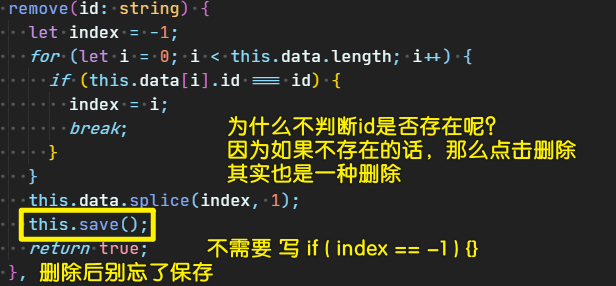 remove(id: string) {
let index = -1;
for (let i = 0; i < this.data.length; i++) {
if (this.data[i].id === id) {
index = i;
break;
为什么不判断id是否存在呢?
}
因为如果不存在的话，那么点击删除
}
其实也是一种删除
this.data.splice(index, 1);
this.save();
return true;
不需要 写 if ( index == -1 ) {}
},
删除后别忘了保存